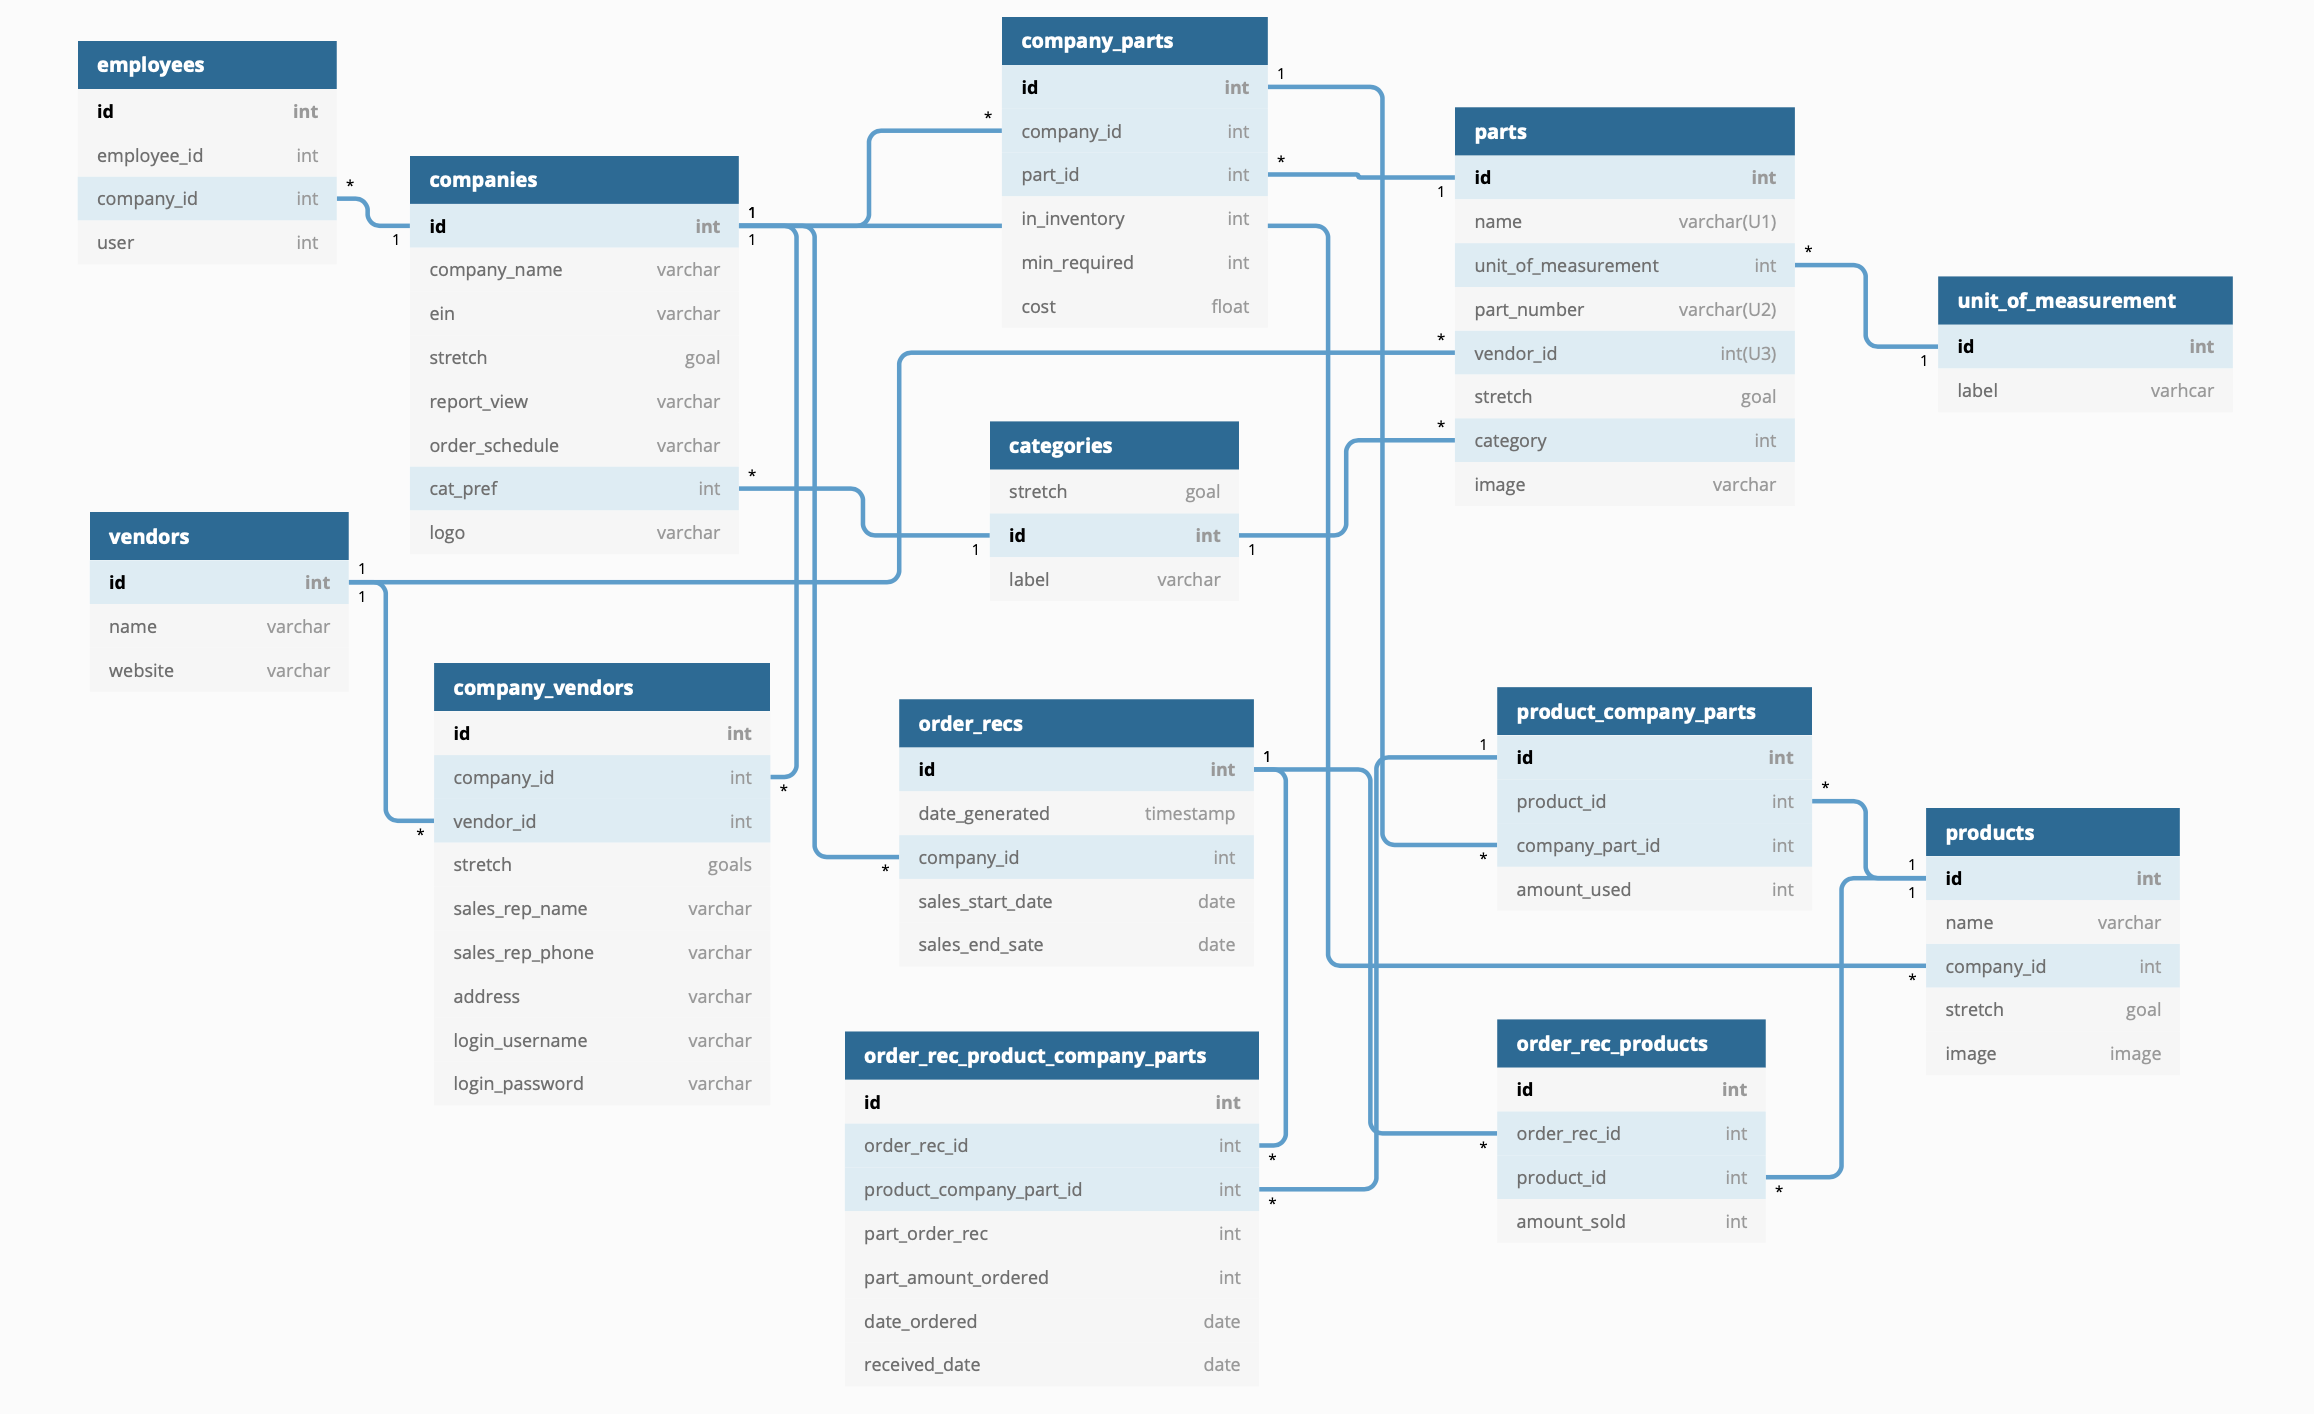 employees
id int
employee_id int
company_id int
user int
*
1
companies
id int
company_name varchar
ein varchar
stretch goal
report_view varchar
order_schedule varchar
cat_pref int
logo varchar
1
1
*
company_parts
id int
company_id int
part_id int
in_inventory int
min_required int
cost float
*
1
*
parts
id int
name varchar(U1)
unit_of_measurement int
part_number varchar(U2)
vendor_id int(U3)
stretch goal
category int
image varchar
1
*
*
*
unit_of_measurement
id int
label varhcar
1
categories
stretch goal
id int
label varchar
1
1
vendors
id int
name varchar
website varchar
1
1
company_vendors
id int
company_id int
vendor_id int
stretch goals
sales_rep_name varchar
sales_rep_phone varchar
address varchar
login_username varchar
login_password varchar
*
*
order_recs
id int
date_generated timestamp
company_id int
sales_start_date date
sales_end_sate date
1
*
product_company_parts
id int
product_id int
company_part_id int
amount_used int
1
*
*
products
id int
name varchar
company_id int
stretch goal
image image
1
1
*
order_rec_product_company_parts
id int
order_rec_id int
product_company_part_id int
part_order_rec int
part_amount_ordered int
date_ordered date
received_date date
*
*
order_rec_products
id int
order_rec_id int
product_id int
amount_sold int
*
*